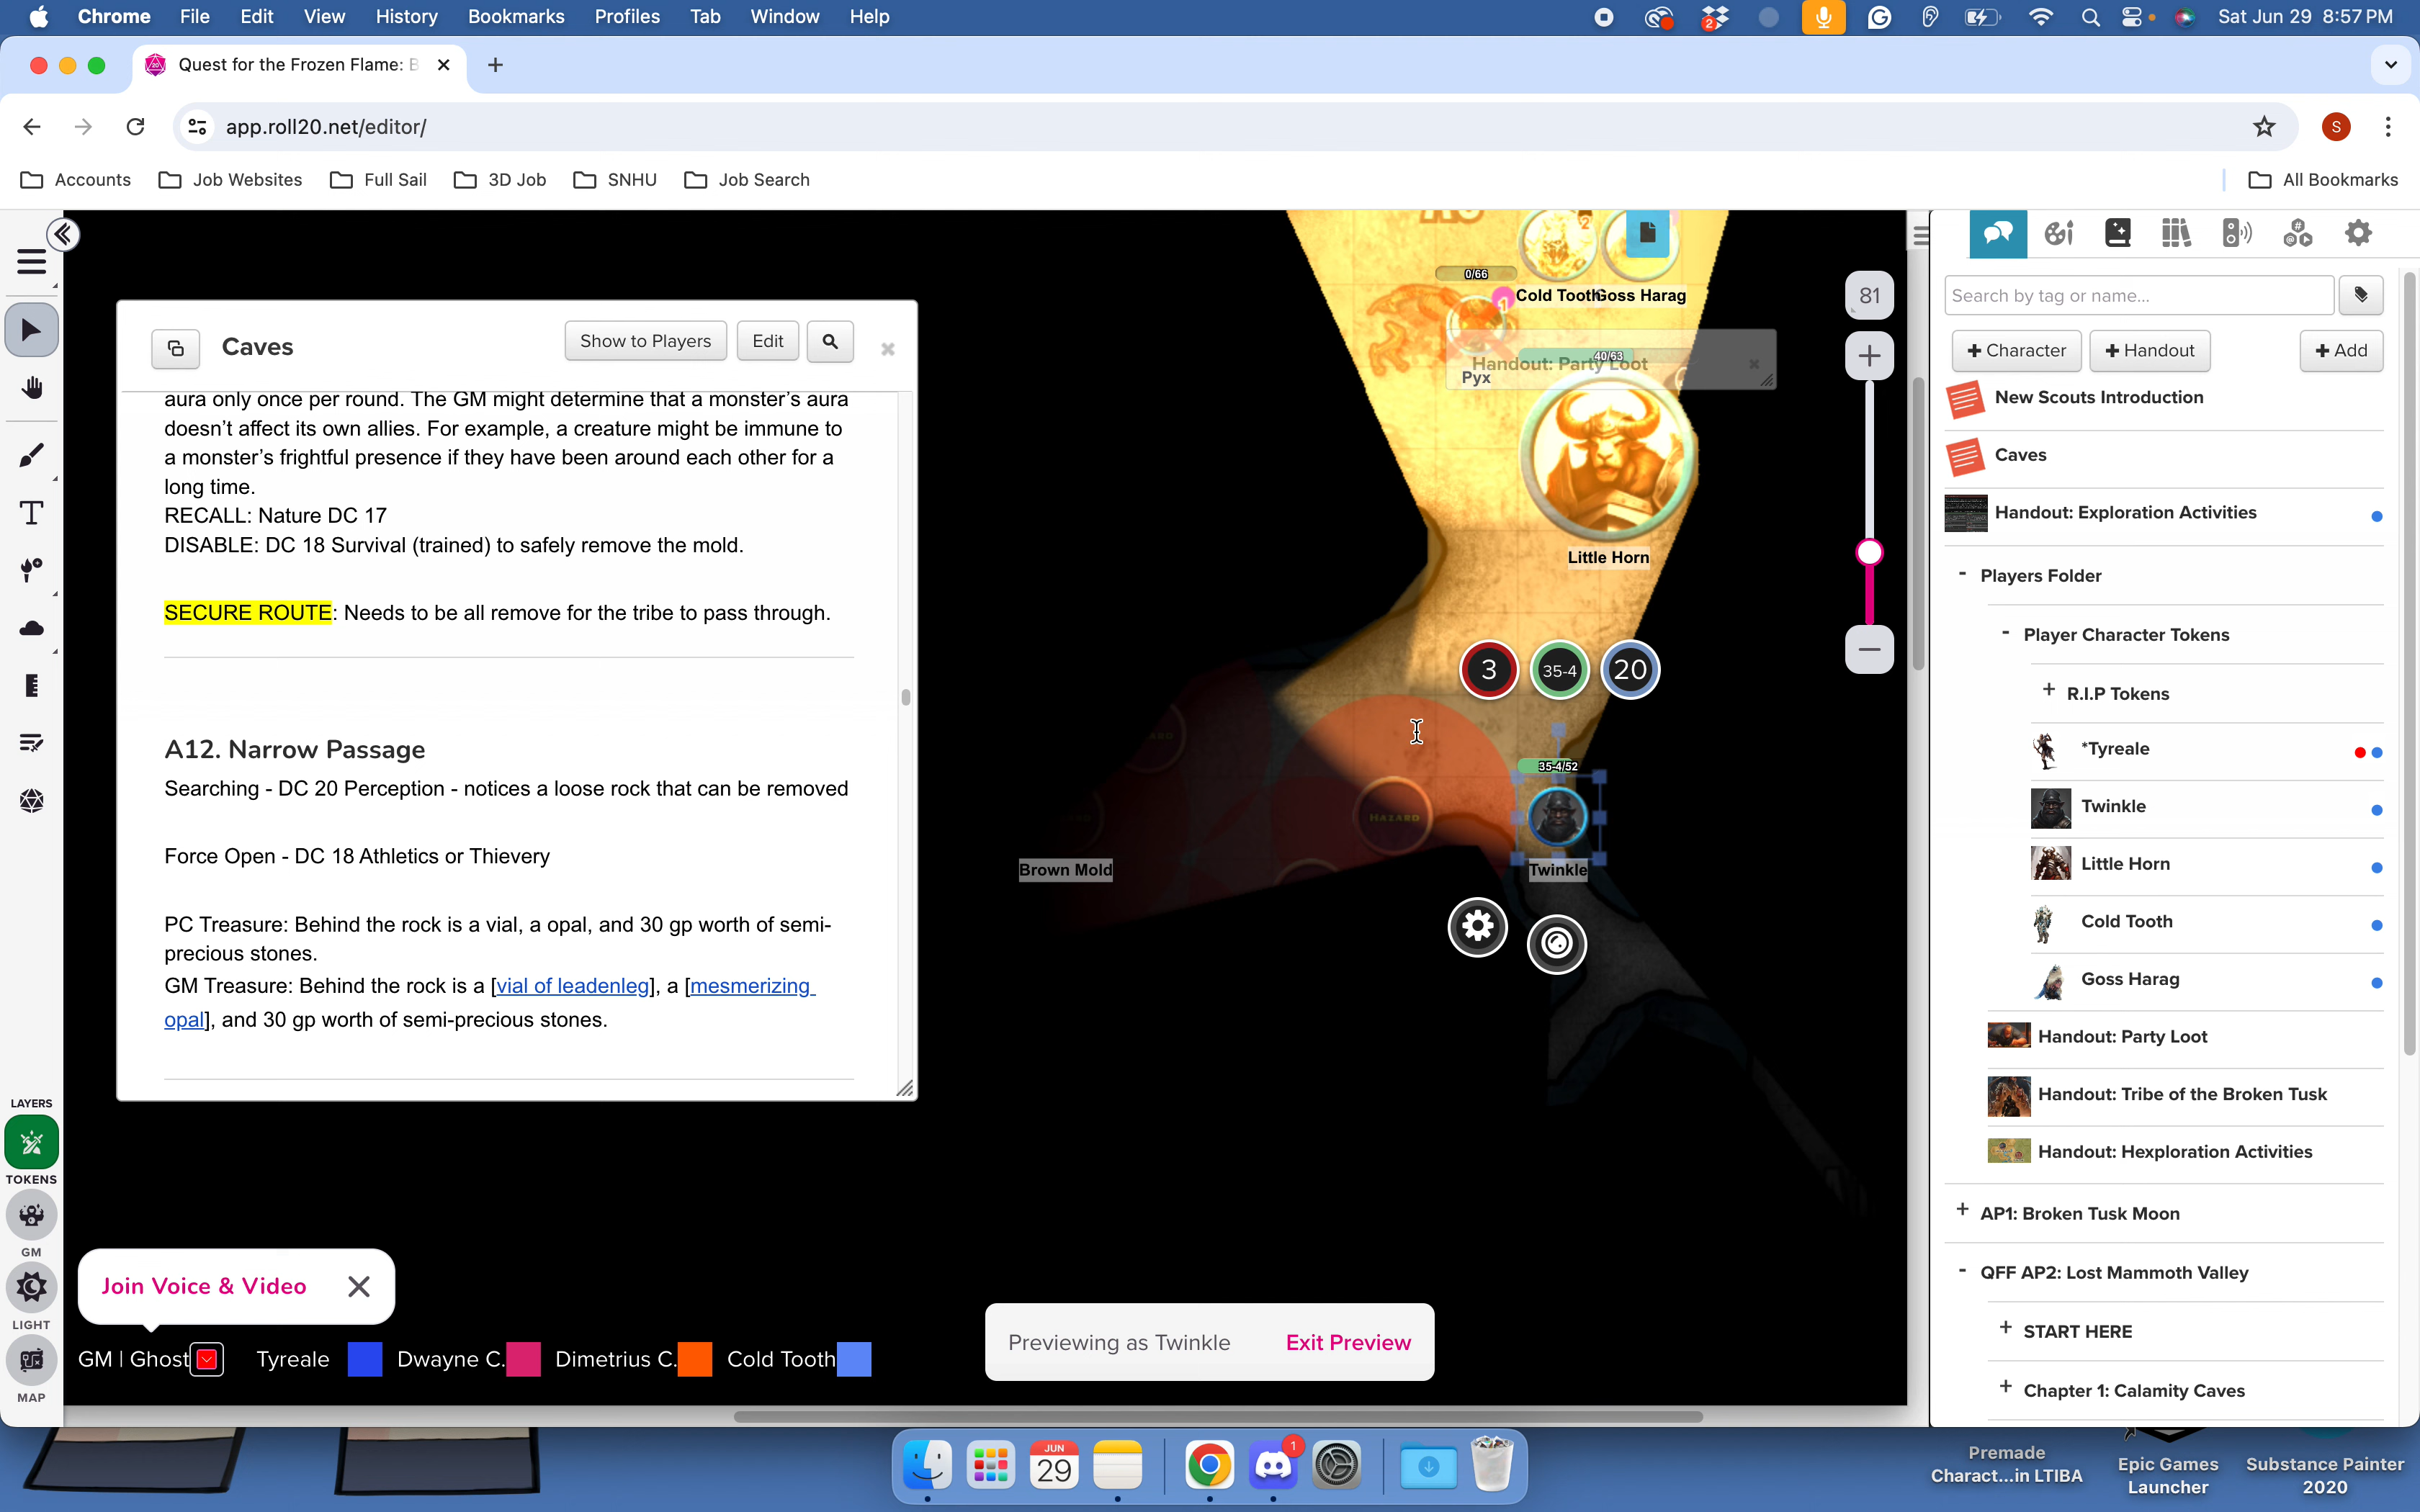 Chrome File Edit View History Bookmarks Profiles Tab Window Help
2
Sat Jun 29 8:57 PM
Quest for the Frozen Flame: B
app.roll20.net/editor/
S
Accounts Job Websites Full Sail 3D Job SNHU Job Search All Bookmarks
Caves
Show to Players Edit
aura only once per round. The GM might determine that a monster's aura
doesn't affect its own allies. For example, a creature might be immune to
a monster's frightful presence if they have been around each other for a
long time.
RECALL: Nature DC 17
DISABLE: DC 18 Survival (trained) to safely remove the mold.
SECURE ROUTE: Needs to be all remove for the tribe to pass through.
A12. Narrow Passage
Searching - DC 20 Perception - notices a loose rock that can be removed
Force Open - DC 18 Athletics or Thievery
PC Treasure: Behind the rock is a vial, a opal, and 30 gp worth of semi-
precious stones.
GM Treasure: Behind the rock is a [vial of leadenleg], a [mesmerizing
opal], and 30 gp worth of semi-precious stones.
0/66
Cold Tooth
Goss Harag
1
40/63
Handout: Party Loot
Pyx
Little Horn
3
35-4
20
35-4/52
HAZARD
Brown Mold
Twinkle
81
Search by tag or name...
+ Character + Handout + Add
New Scouts Introduction
Caves
Handout: Exploration Activities
- Players Folder
- Player Character Tokens
+ R.I.P Tokens
*Tyreale
Twinkle
Little Horn
Cold Tooth
Goss Harag
Handout: Party Loot
Handout: Tribe of the Broken Tusk
Handout: Hexploration Activities
+ AP1: Broken Tusk Moon
- QFF AP2: Lost Mammoth Valley
+ START HERE
+ Chapter 1: Calamity Caves
LAYERS
TOKENS
GM
LIGHT
MAP
Join Voice & Video
GM | Ghost Tyreale Dwayne C. Dimetrius C. Cold Tooth
Previewing as Twinkle Exit Preview
JUN
29
1
Premade
Charact...in LTIBA
Epic Games
Launcher
Substance Painter
2020